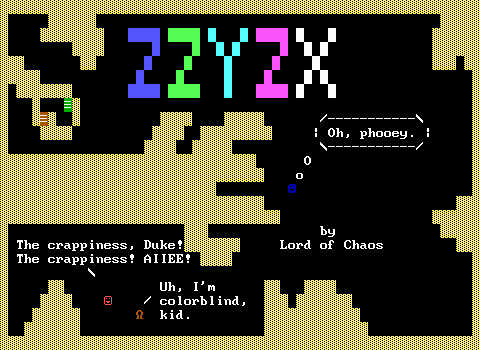 ZZYZX
Oh, phooey.
by
Lord of Chaos
The crappiness, Duke!
The crappiness! AIIEE!
Uh, I'm
colorblind,
kid.